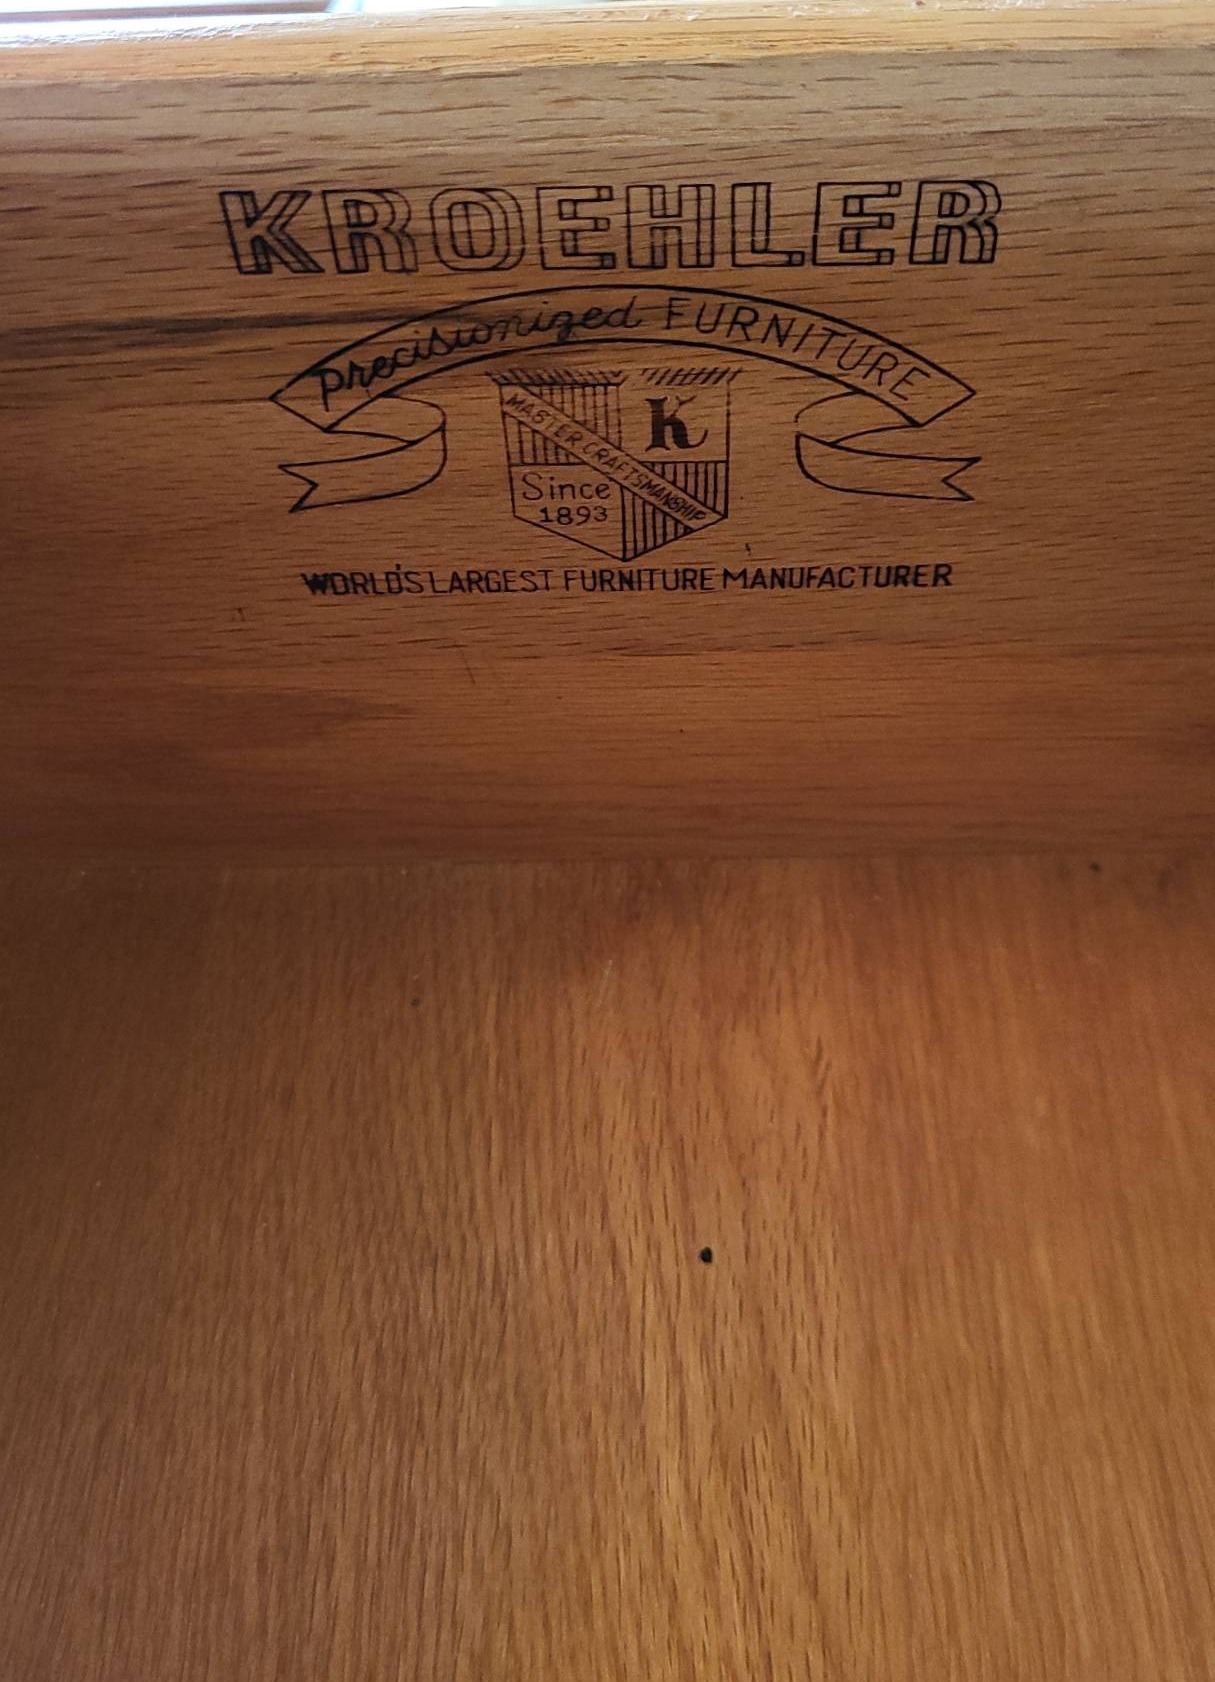 KROEHLER
Precisionized FURNITURE
K
MASTER CRAFTSMANSHIP
Since
1893
WORLD'S LARGEST FURNITURE MANUFACTURER